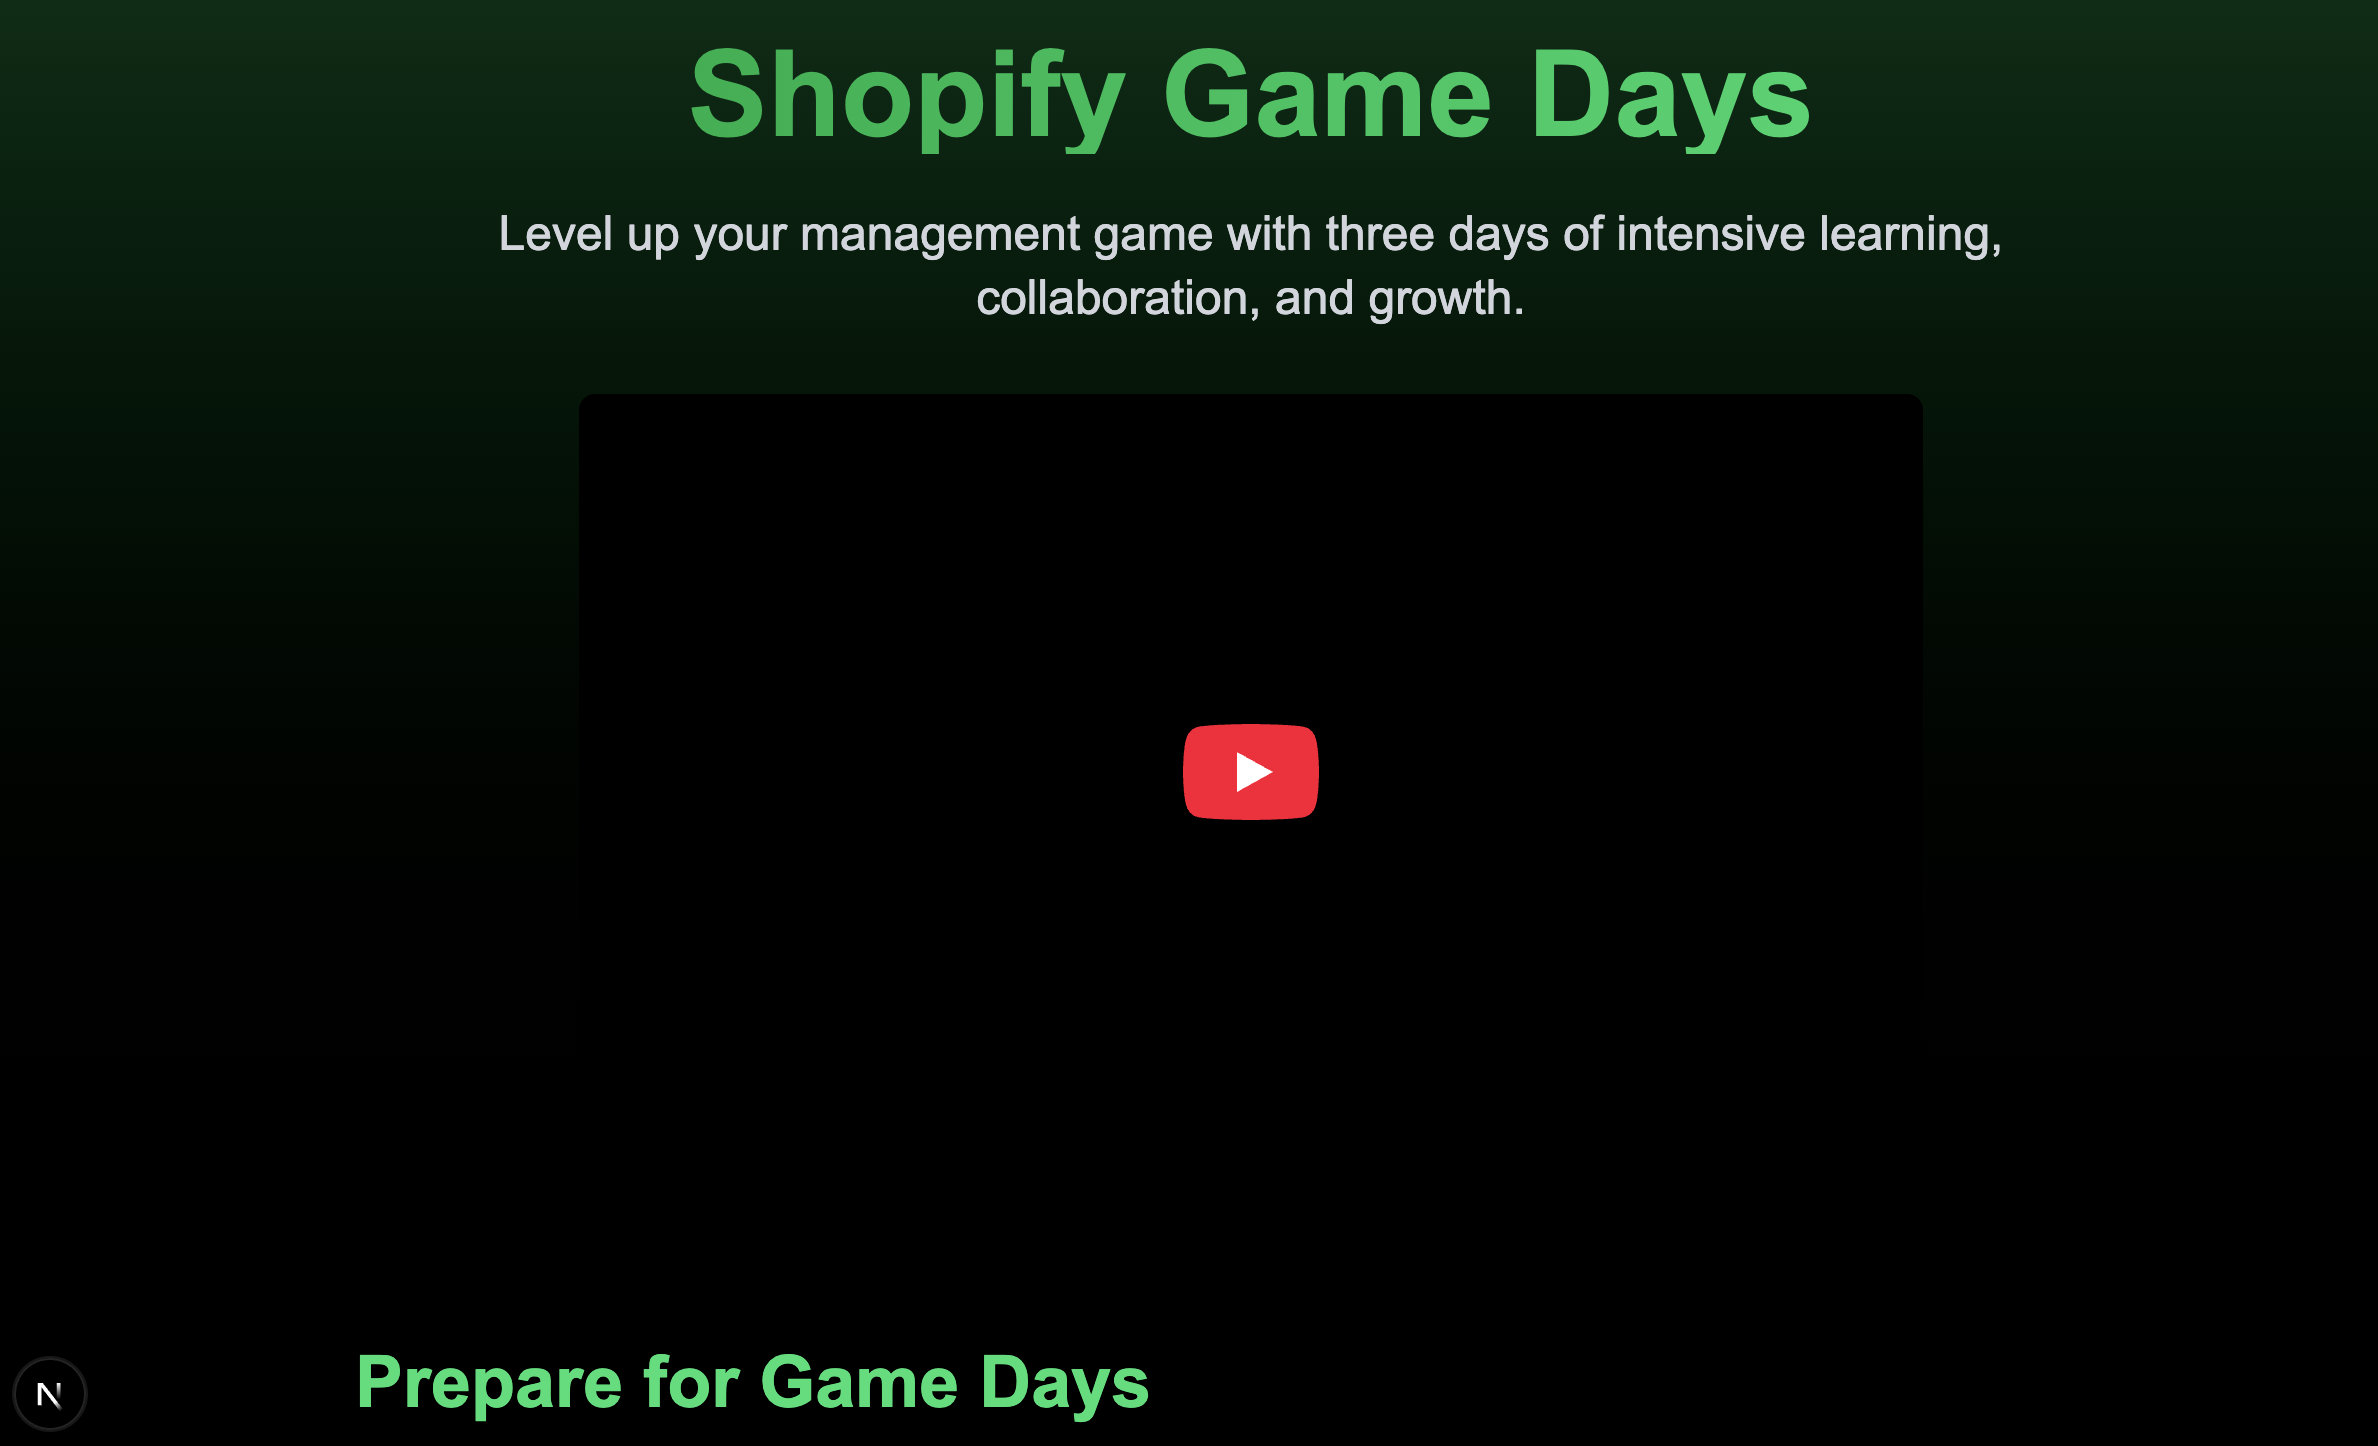 Shopify Game Days
Level up your management game with three days of intensive learning,
collaboration, and growth.
Prepare for Game Days
N